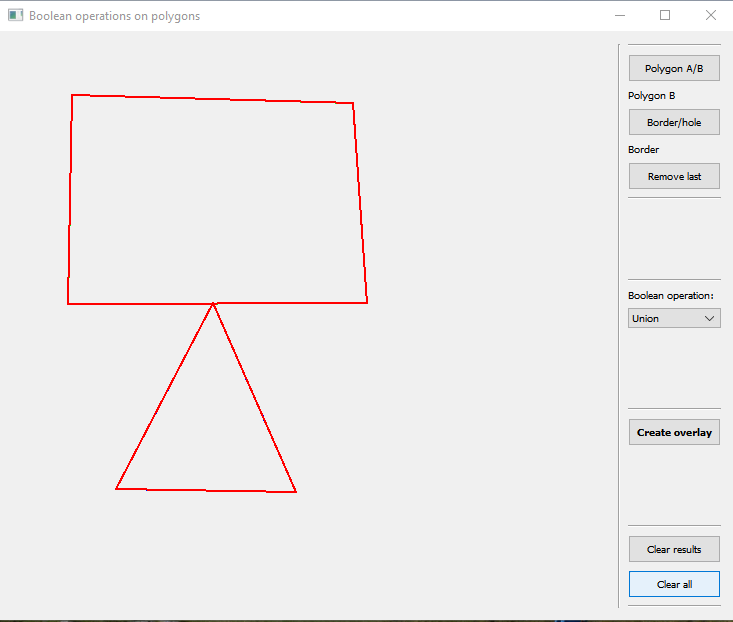 Boolean operations on polygons
Polygon A/B
Polygon B
Border/hole
Border
Remove last
Boolean operation:
Union
Create overlay
Clear results
Clear all